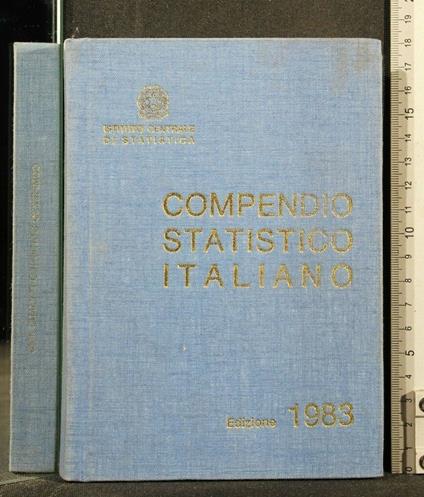 ISTITUTO CENTRALE
DI STATISTICA
COMPENDIO
STATISTICO
ITALIANO
Edizione 1983